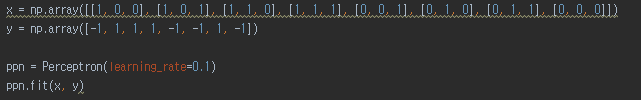 x = np.array([[1, 0, 0], [1, 0, 1], [1, 1, 0], [1, 1, 1], [0, 0, 1], [0, 1, 0], [0, 1, 1], [0, 0, 0]])
y = np.array([-1, 1, 1, 1, -1, -1, 1, -1])
ppn = Perceptron(learning_rate=0.1)
ppn.fit(x, y)